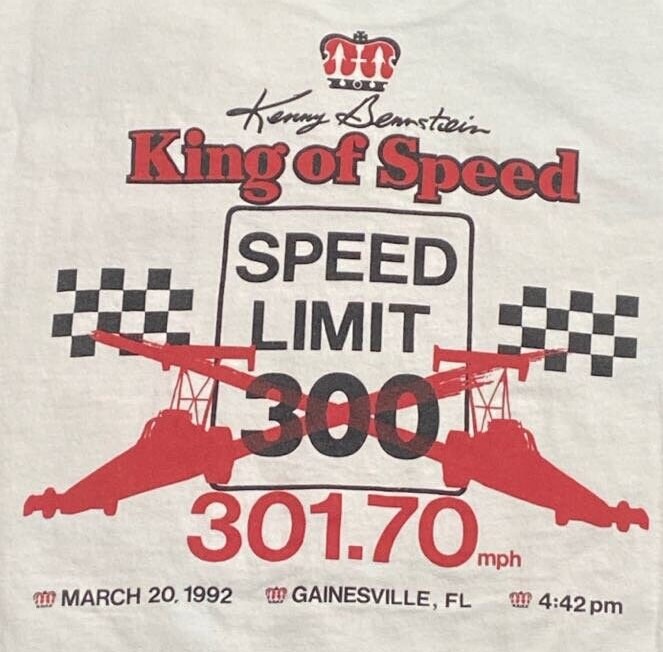 Kenny Bernstein
King of Speed
SPEED
LIMIT
300
301.70 mph
MARCH 20, 1992 GAINESVILLE, FL 4:42 pm